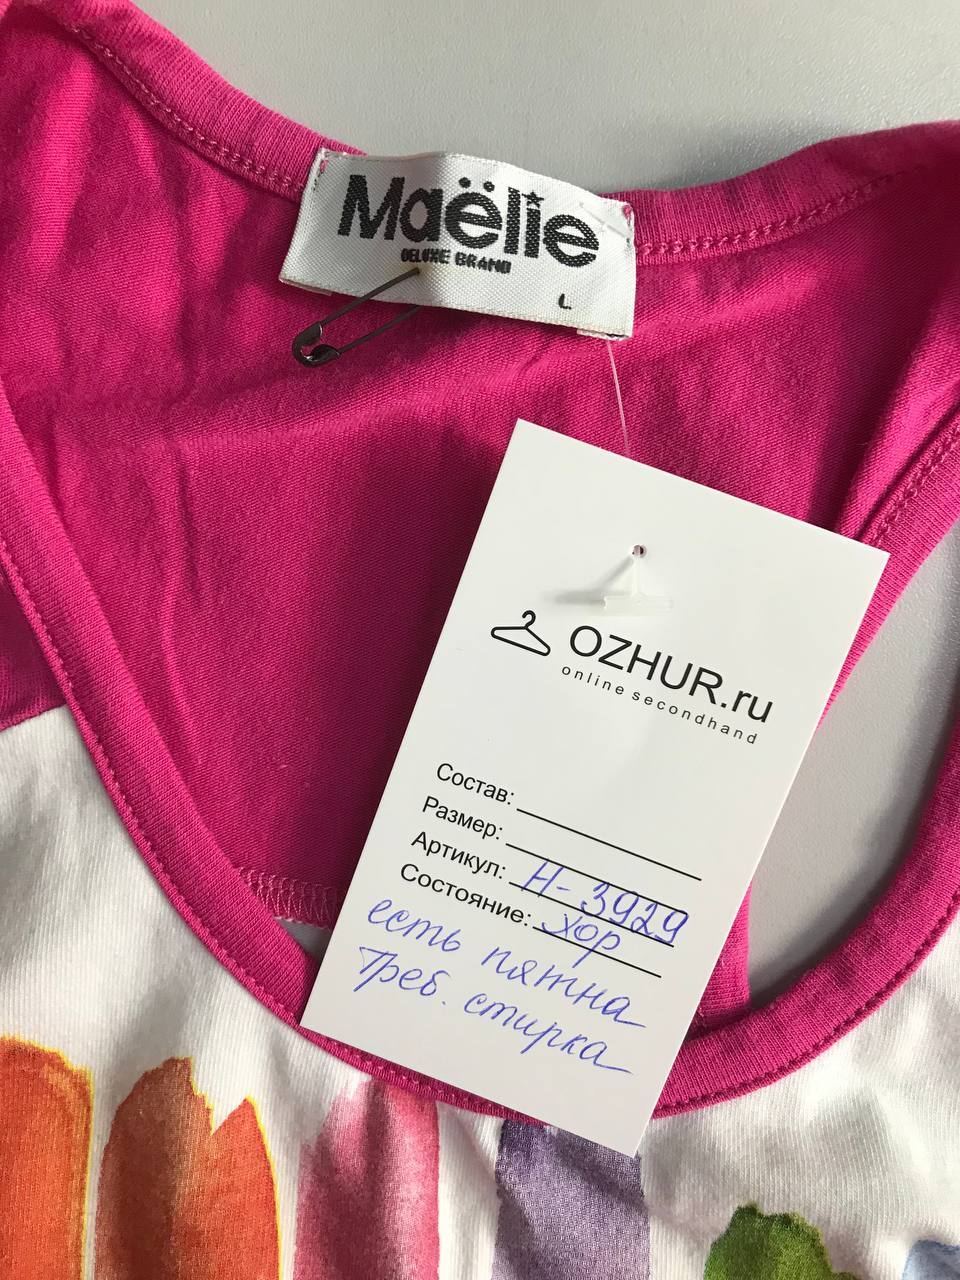 Maëlie
DELUXE BRAND
L
OZHUR.ru
online secondhand
Состав:
Размер:
Артикул: Н-3929
Состояние: Хор
есть пятна
Треб. стирка